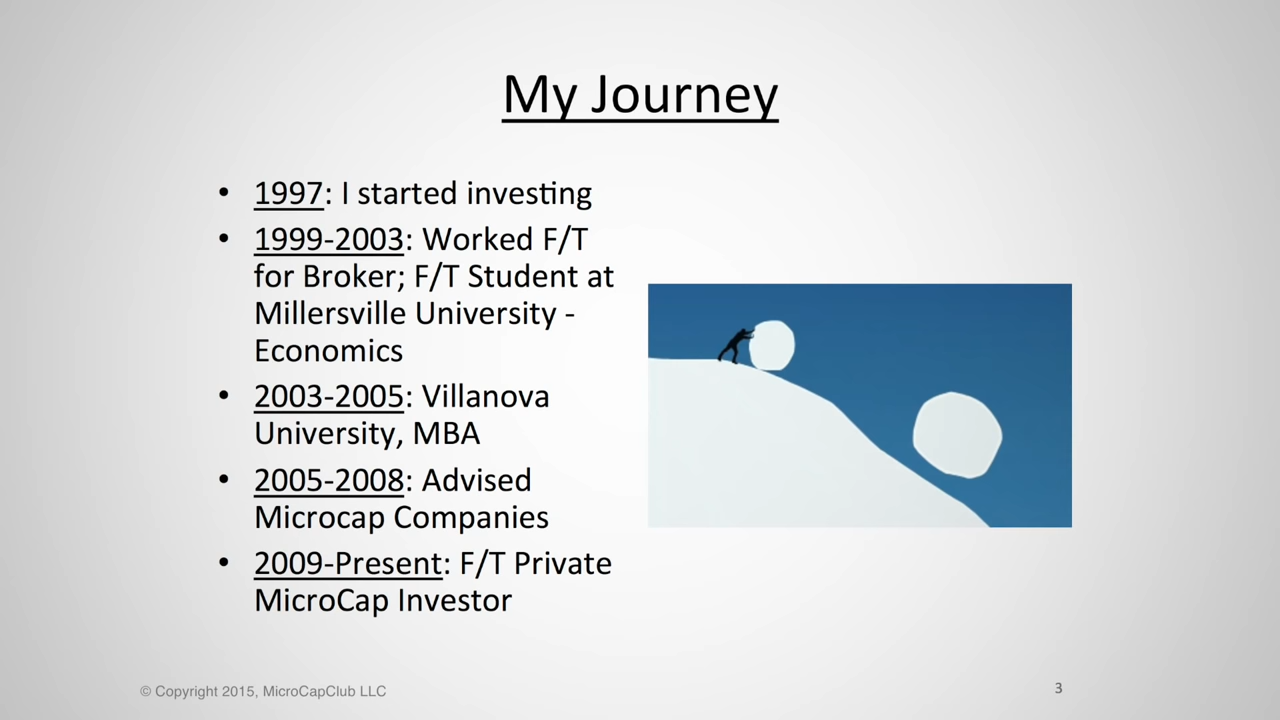 My Journey
• 1997: I started investing
• 1999-2003: Worked F/T
for Broker; F/T Student at
Millersville University -
Economics
• 2003-2005: Villanova
University, MBA
• 2005-2008: Advised
Microcap Companies
• 2009-Present: F/T Private
MicroCap Investor
© Copyright 2015, MicroCapClub LLC
3